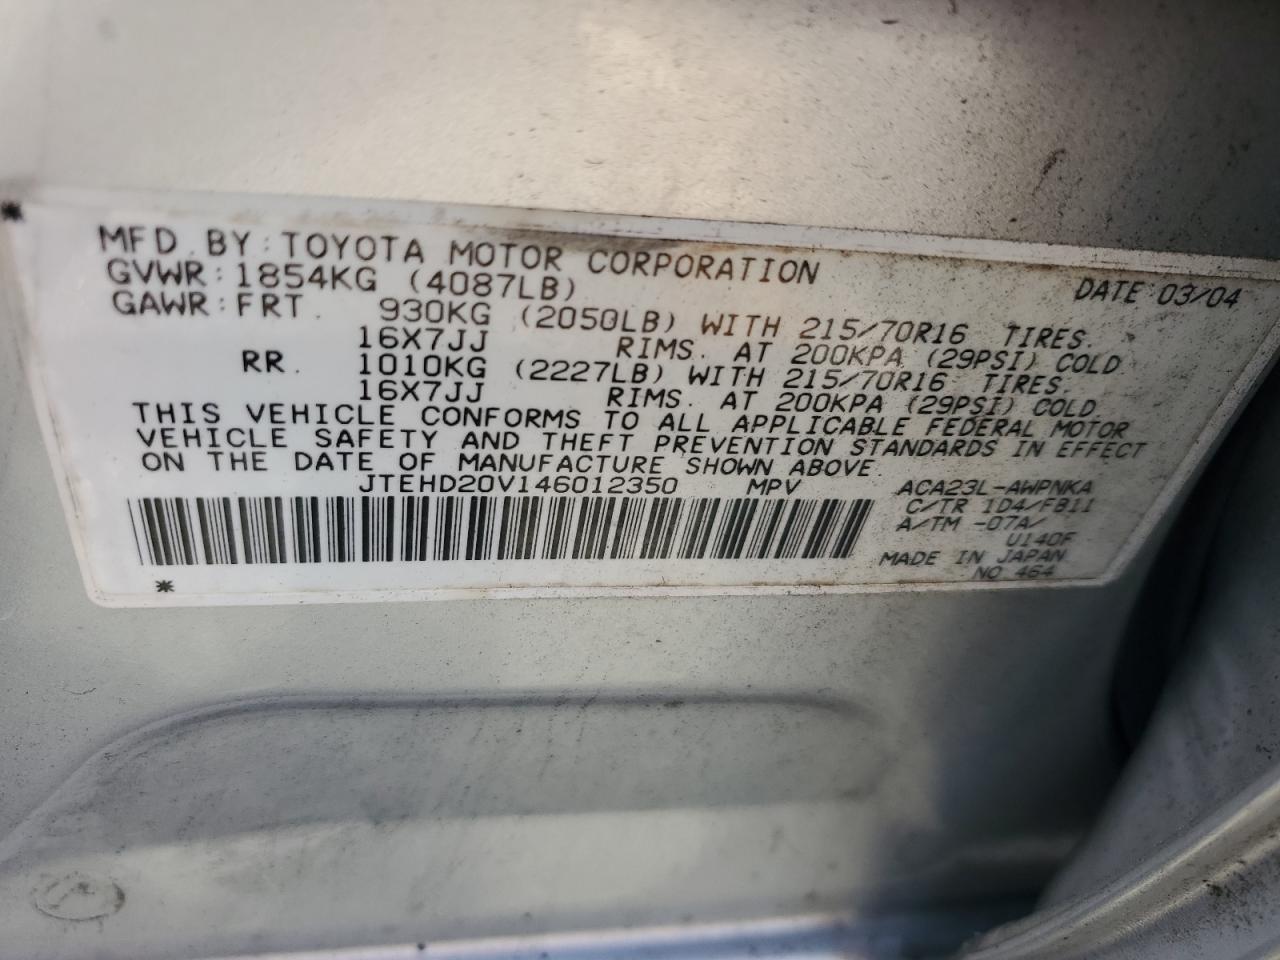 MFD. BY: TOYOTA MOTOR CORPORATION DATE: 03/04
GVWR: 1854KG (4087LB)
GAWR: FRT. 930KG (2050LB) WITH 215/70R16 TIRES.
16X7JJ RIMS. AT 200KPA (29PSI) COLD
RR. 1010KG (2227LB) WITH 215/70R16 TIRES.
16X7JJ RIMS. AT 200KPA (29PSI) COLD.
THIS VEHICLE CONFORMS TO ALL APPLICABLE FEDERAL MOTOR
VEHICLE SAFETY AND THEFT PREVENTION STANDARDS IN EFFECT
ON THE DATE OF MANUFACTURE SHOWN ABOVE.
JTEHD20V146012350 MPV ACA23L-AWPNKA
C/TR 1D4/FB11
A/TM -07A/
U140F
MADE IN JAPAN
NO 464